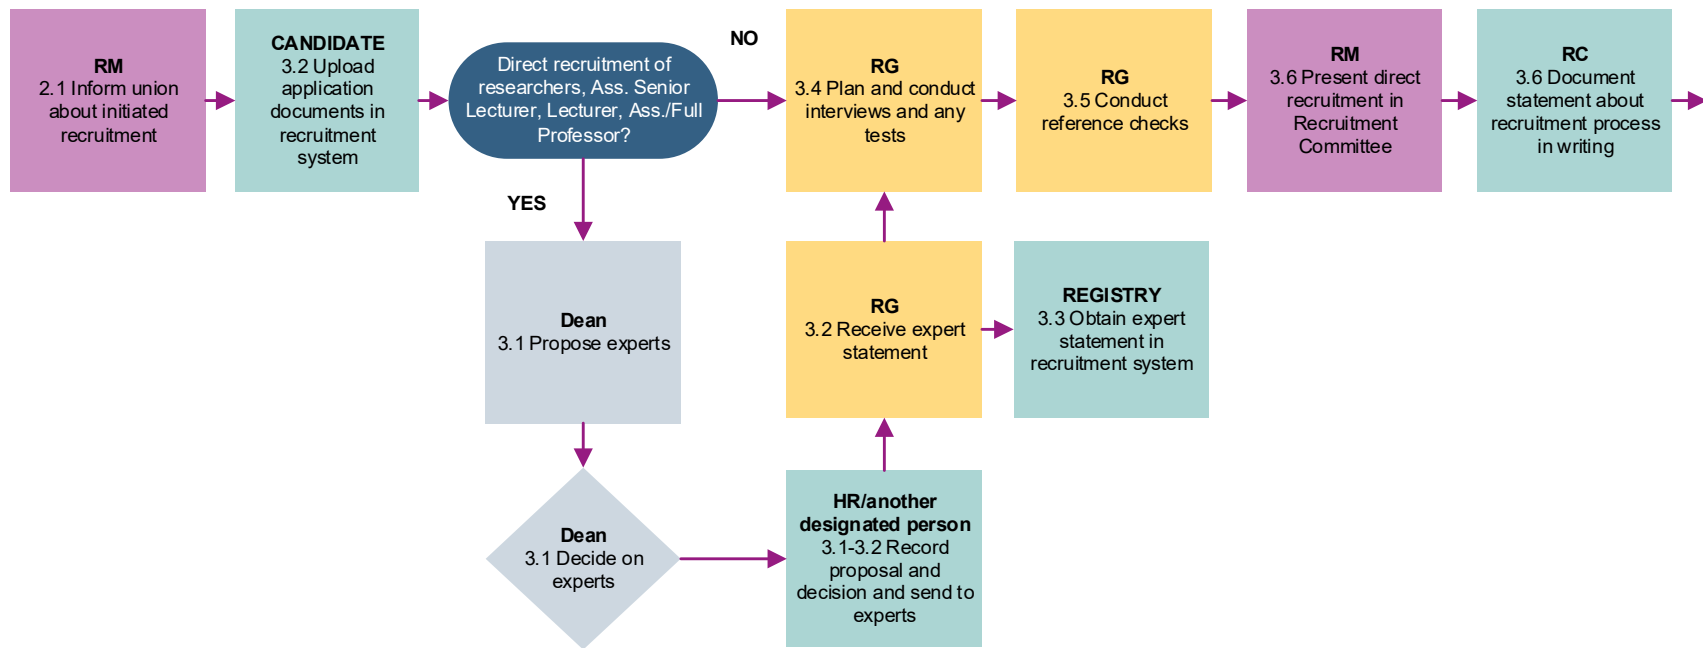 RM
2.1 Inform union
about initiated
recruitment
CANDIDATE
3.2 Upload
application
documents in
recruitment
system
Direct recruitment of
researchers, Ass. Senior
Lecturer, Lecturer, Ass./Full
Professor?
NO
RG
3.4 Plan and conduct
interviews and any
tests
RG
3.5 Conduct
reference checks
RM
3.6 Present direct
recruitment in
Recruitment
Committee
RC
3.6 Document
statement about
recruitment process
in writing
YES
Dean
3.1 Propose experts
RG
3.2 Receive expert
statement
REGISTRY
3.3 Obtain expert
statement in
recruitment system
Dean
3.1 Decide on
experts
HR/another
designated person
3.1-3.2 Record
proposal and
decision and send to
experts